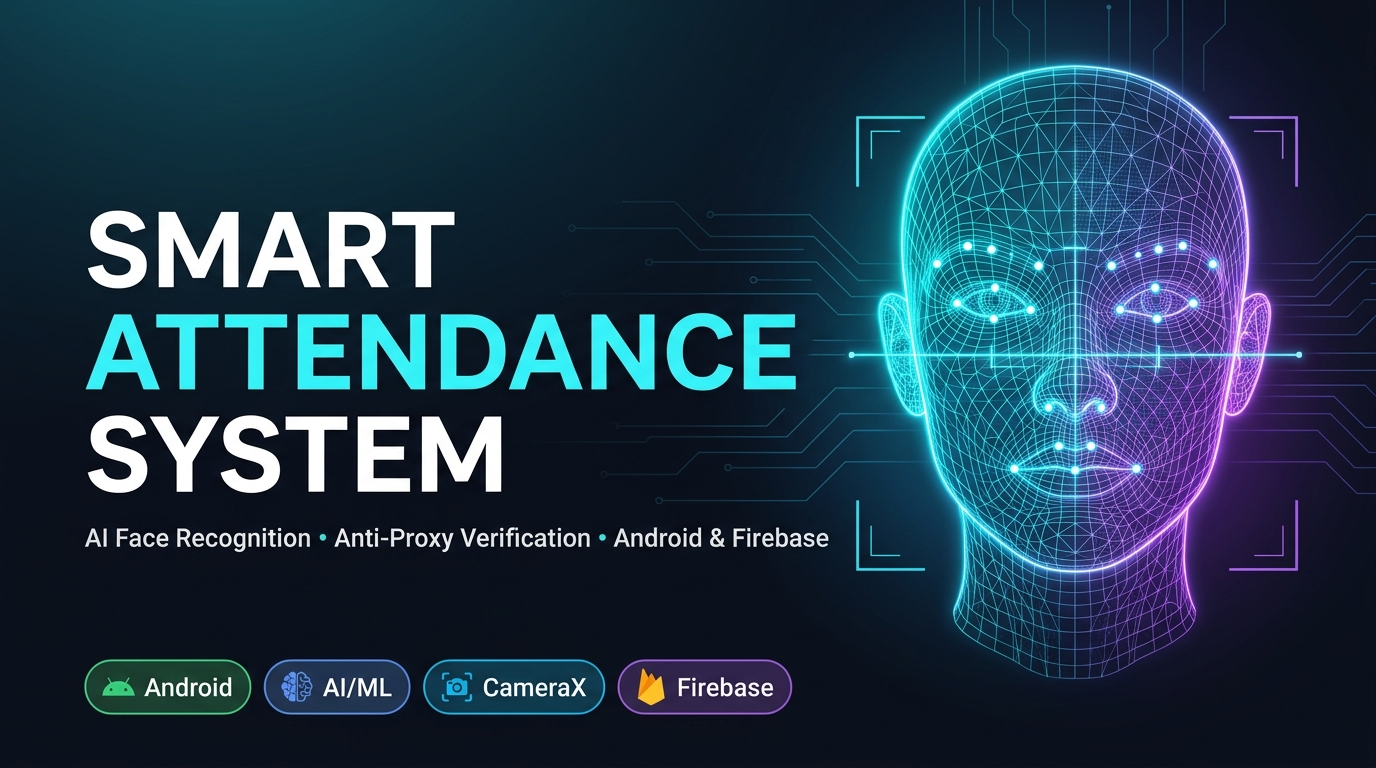 SMART
ATTENDANCE
SYSTEM
AI Face Recognition • Anti-Proxy Verification • Android & Firebase
Android AI/ML CameraX Firebase